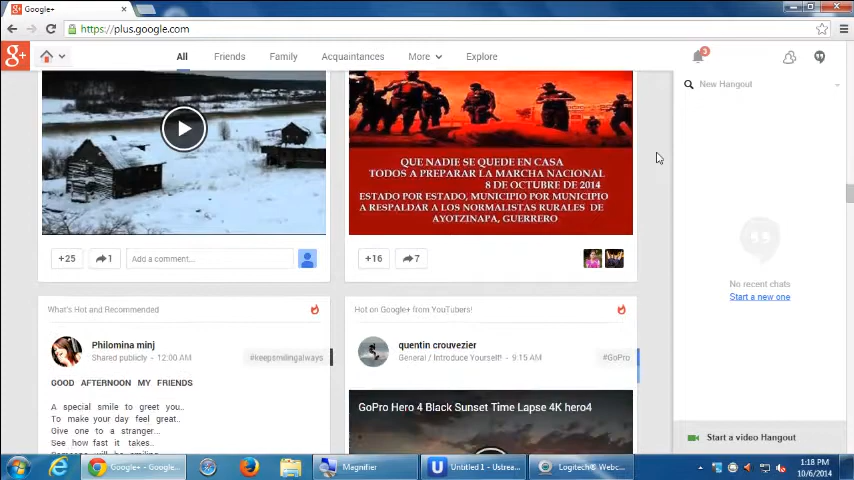 Google+
https://plus.google.com
g+
All Friends Family Acquaintances More Explore
3
New Hangout
QUE NADIE SE QUEDE EN CASA
TODOS A PREPARAR LA MARCHA NACIONAL
8 DE OCTUBRE DE 2014
ESTADO POR ESTADO, MUNICIPIO POR MUNICIPIO
A RESPALDAR A LOS NORMALISTAS RURALES DE
AYOTZINAPA, GUERRERO
+25 1 Add a comment...
+16 7
No recent chats
Start a new one
What's Hot and Recommended
Hot on Google+ from YouTubers!
Philomina minj
Shared publicly - 12:00 AM
#keepsmilingalways
quentin crouvezier
General / Introduce Yourself! - 9:15 AM
#GoPro
GOOD AFTERNOON MY FRIENDS
A special smile to greet you..
To make your day feel great..
Give one to a stranger...
See how fast it takes..
GoPro Hero 4 Black Sunset Time Lapse 4K hero4
Start a video Hangout
Google+ - Google...
Magnifier
Untitled 1 - Ustrea...
Logitech® Webc...
1:18 PM
10/6/2014